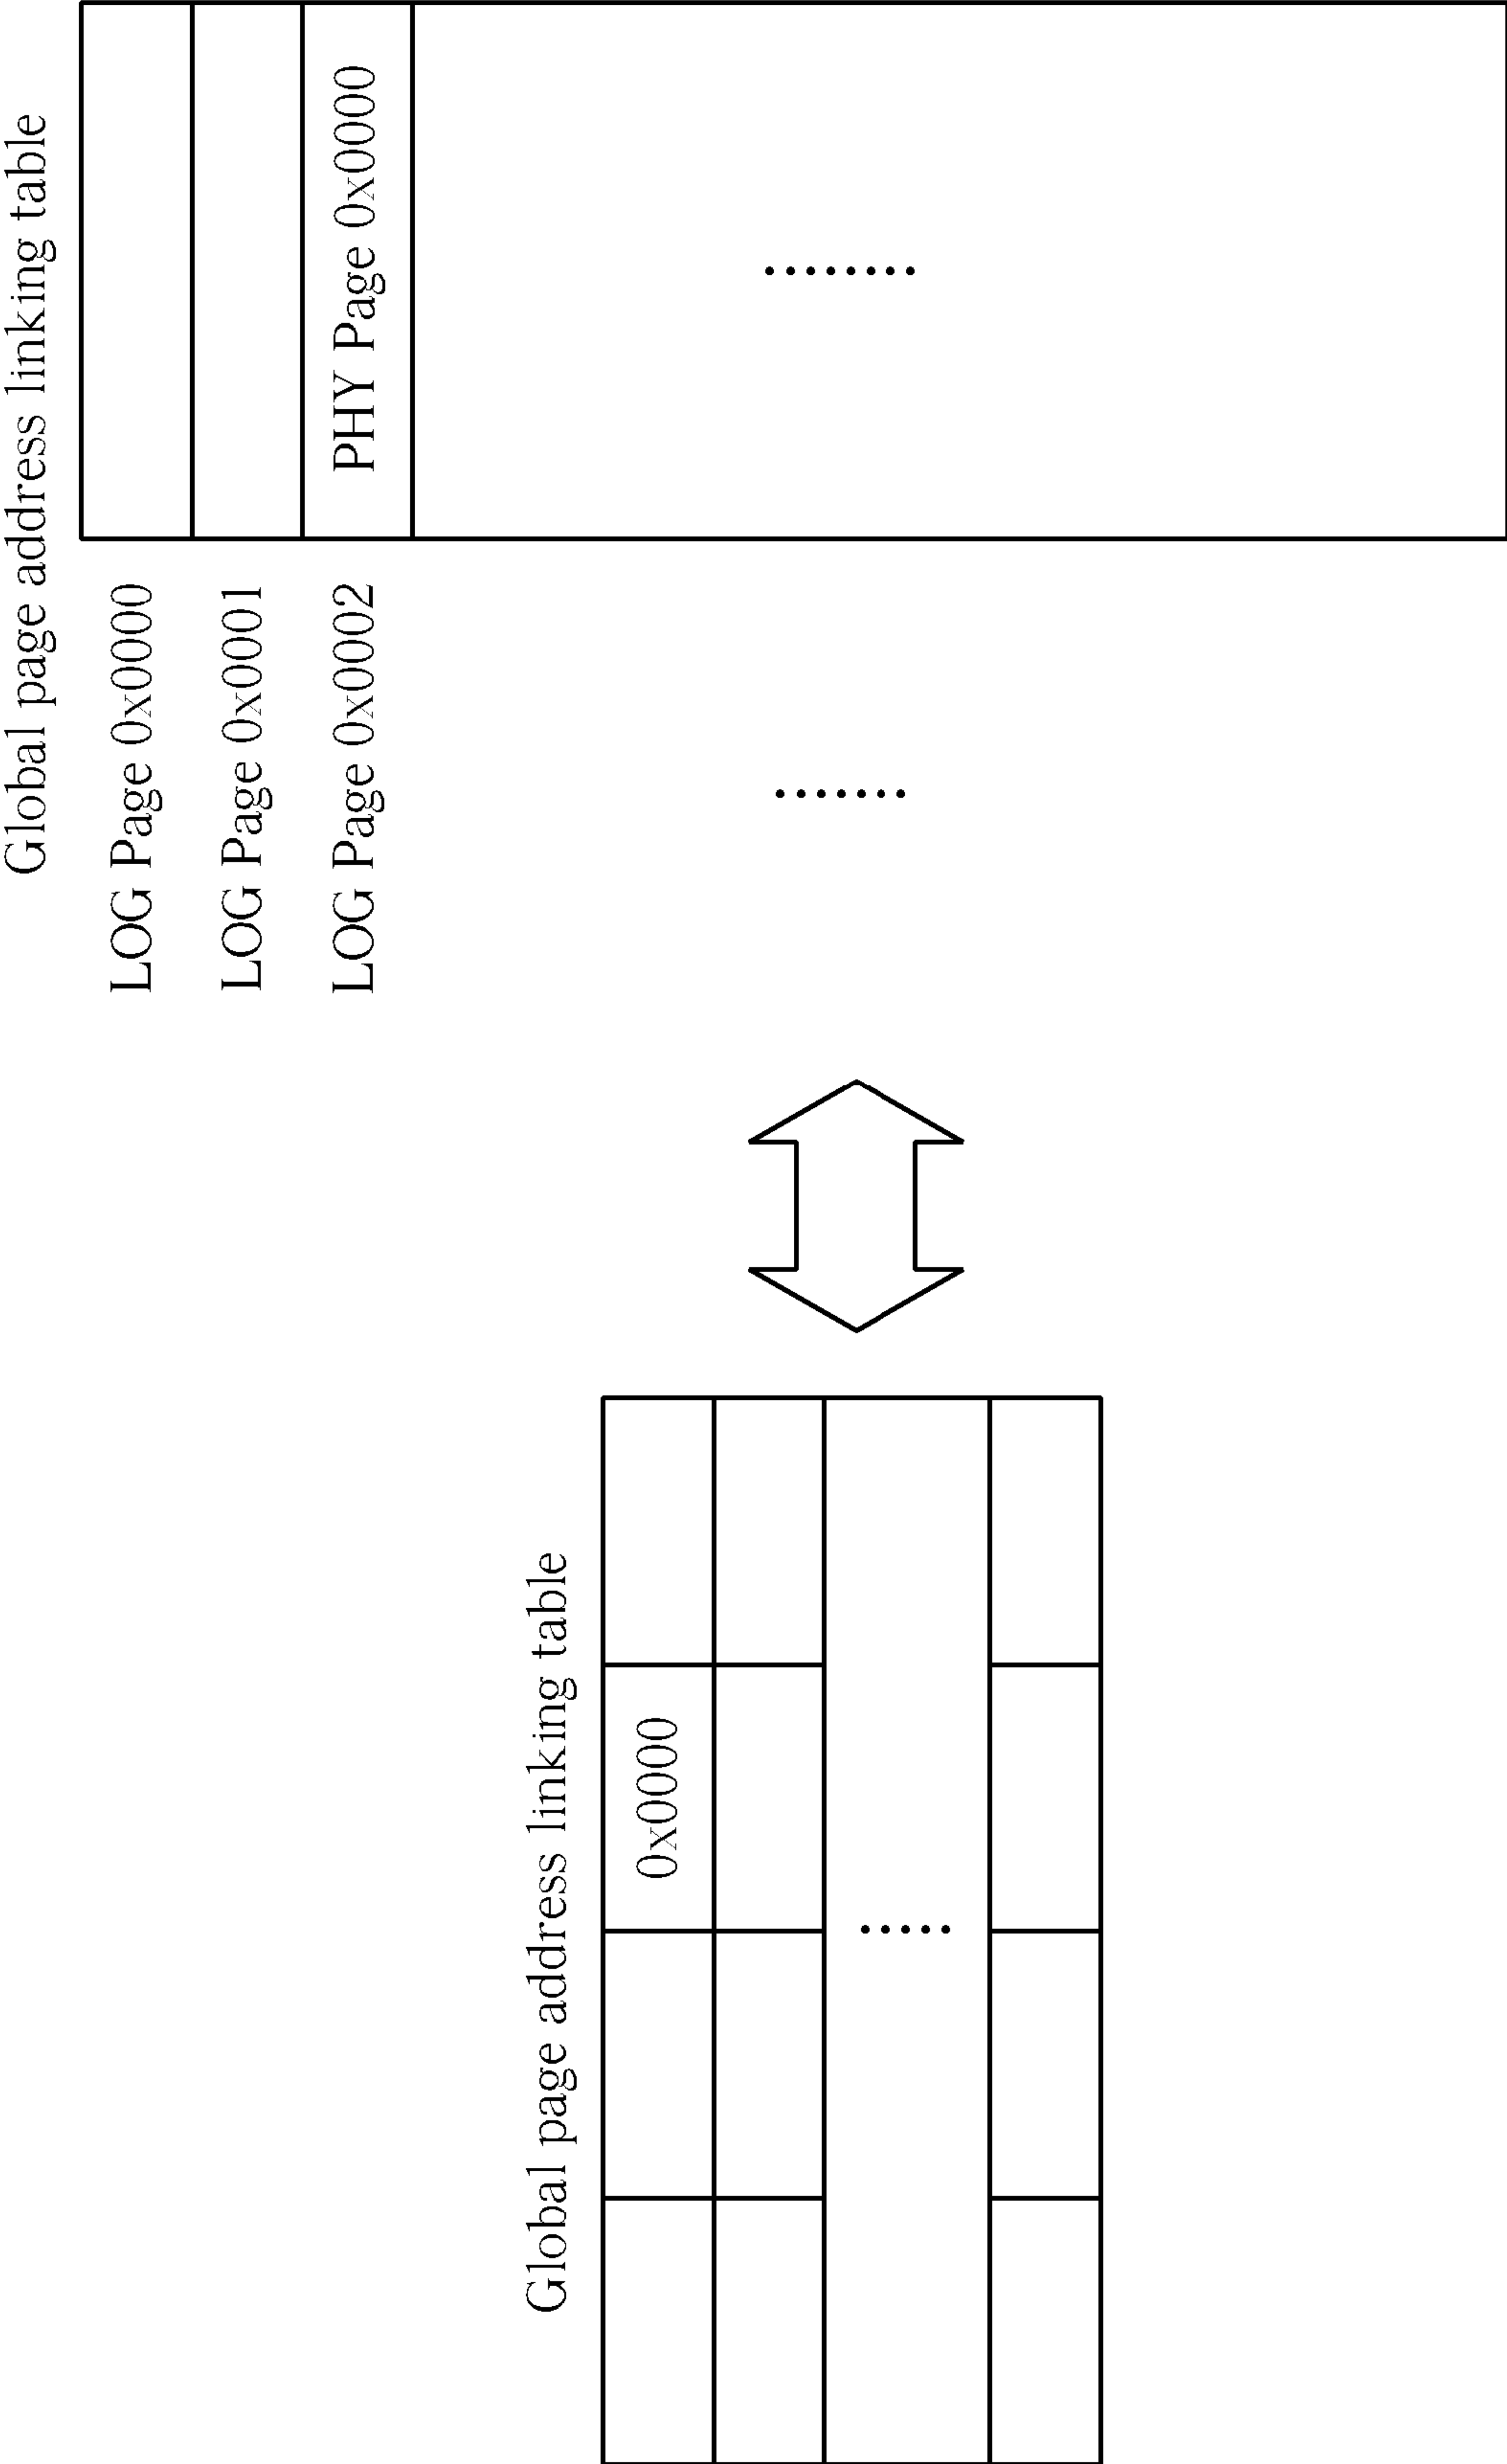 Global page address linking table
0x0000
.....
Global page address linking table
LOG Page 0x0000
LOG Page 0x0001
LOG Page 0x0002
PHY Page 0x0000
.......
........